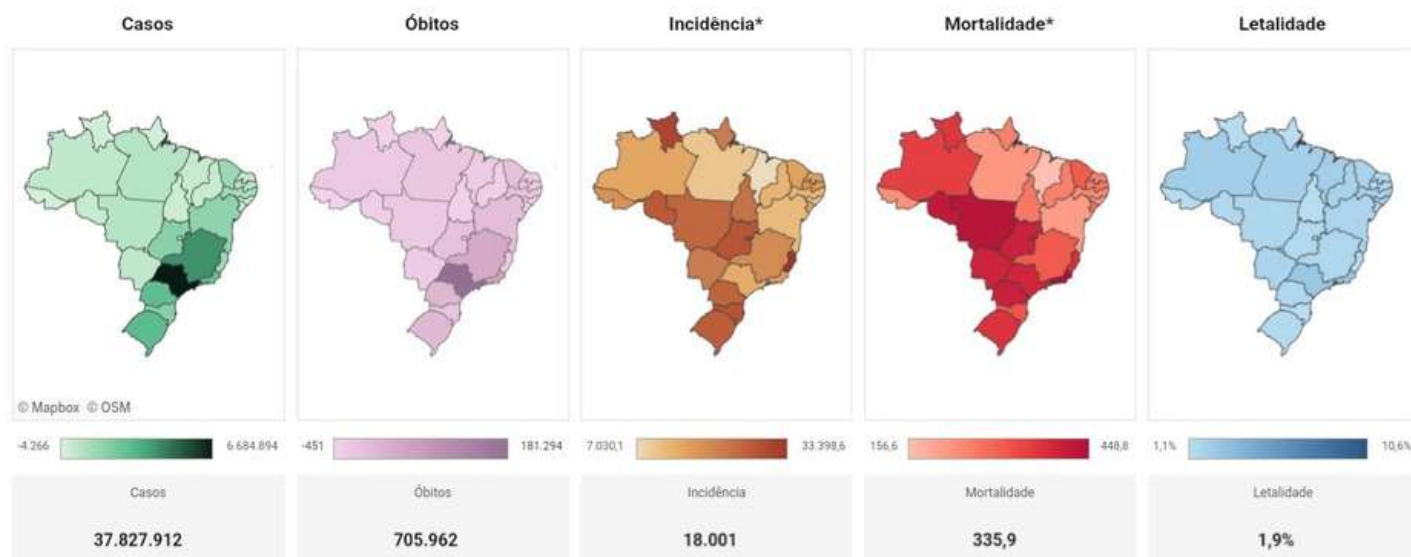 Casos
Óbitos
Incidência*
Mortalidade*
Letalidade
© Mapbox © OSM
-4.266
6.684.894
-451
181.294
7.030,1
33.398,6
156,6
448,8
1,1%
10,6%
Casos
Óbitos
Incidência
Mortalidade
Letalidade
37.827.912
705.962
18.001
335,9
1,9%